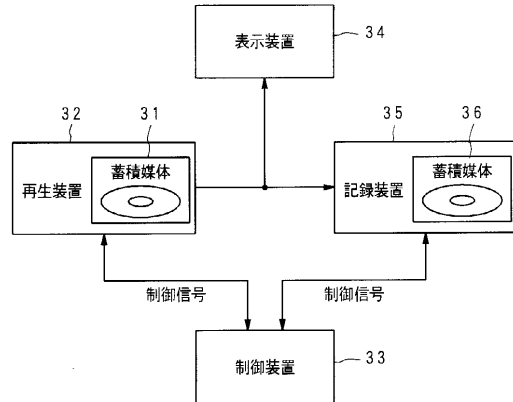 34
表示装置
32
31
35
36
再生装置
蓄積媒体
記録装置
蓄積媒体
制御信号
制御信号
制御装置
33